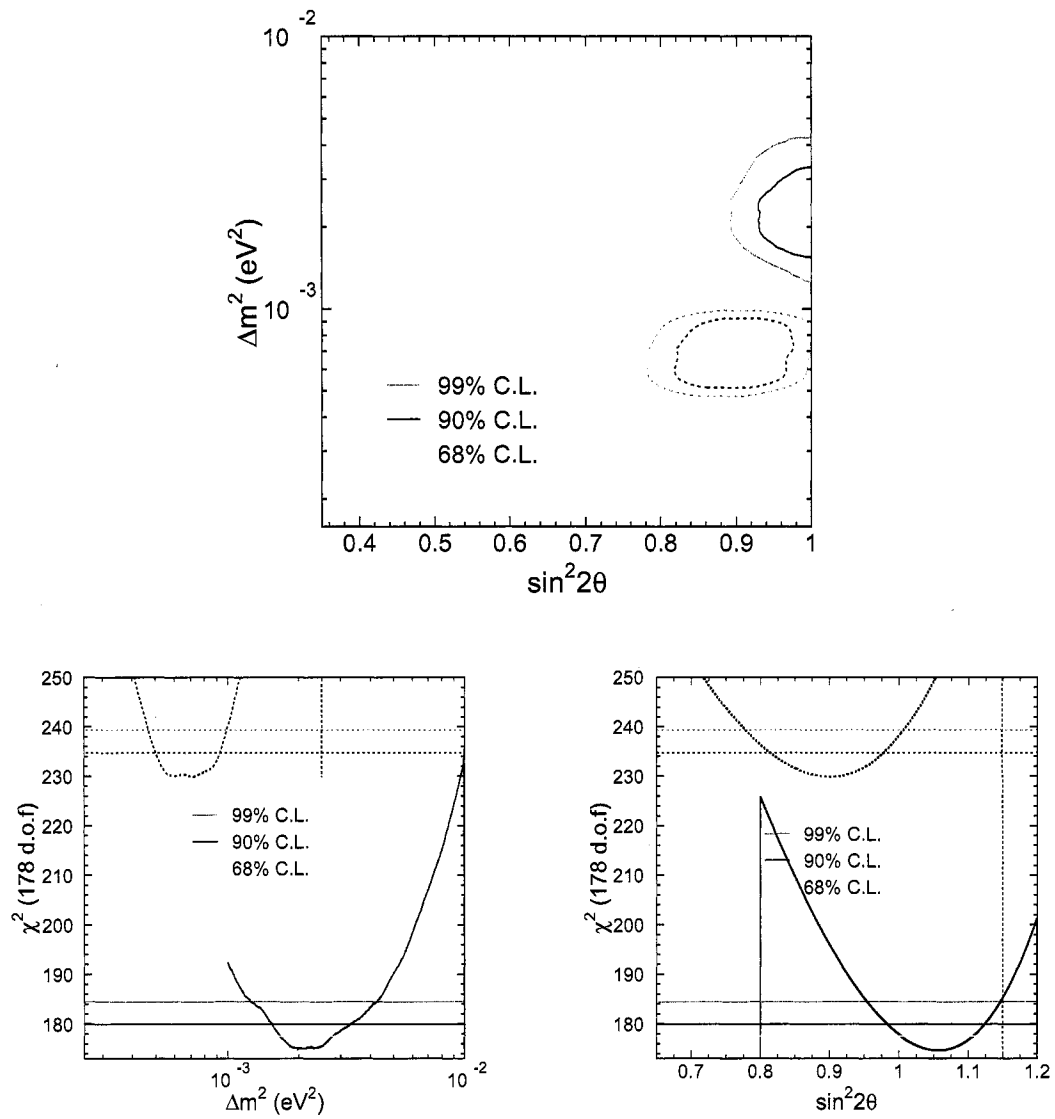 10⁻²
10⁻³
Δm² (eV²)
99% C.L.
90% C.L.
68% C.L.
0.4 0.5 0.6 0.7 0.8 0.9 1
sin²2θ
250
240
230
220
210
200
190
180
χ² (178 d.o.f)
99% C.L.
90% C.L.
68% C.L.
10⁻³ 10⁻²
Δm² (eV²)
250
240
230
220
210
200
190
180
χ² (178 d.o.f)
99% C.L.
90% C.L.
68% C.L.
0.7 0.8 0.9 1 1.1 1.2
sin²2θ